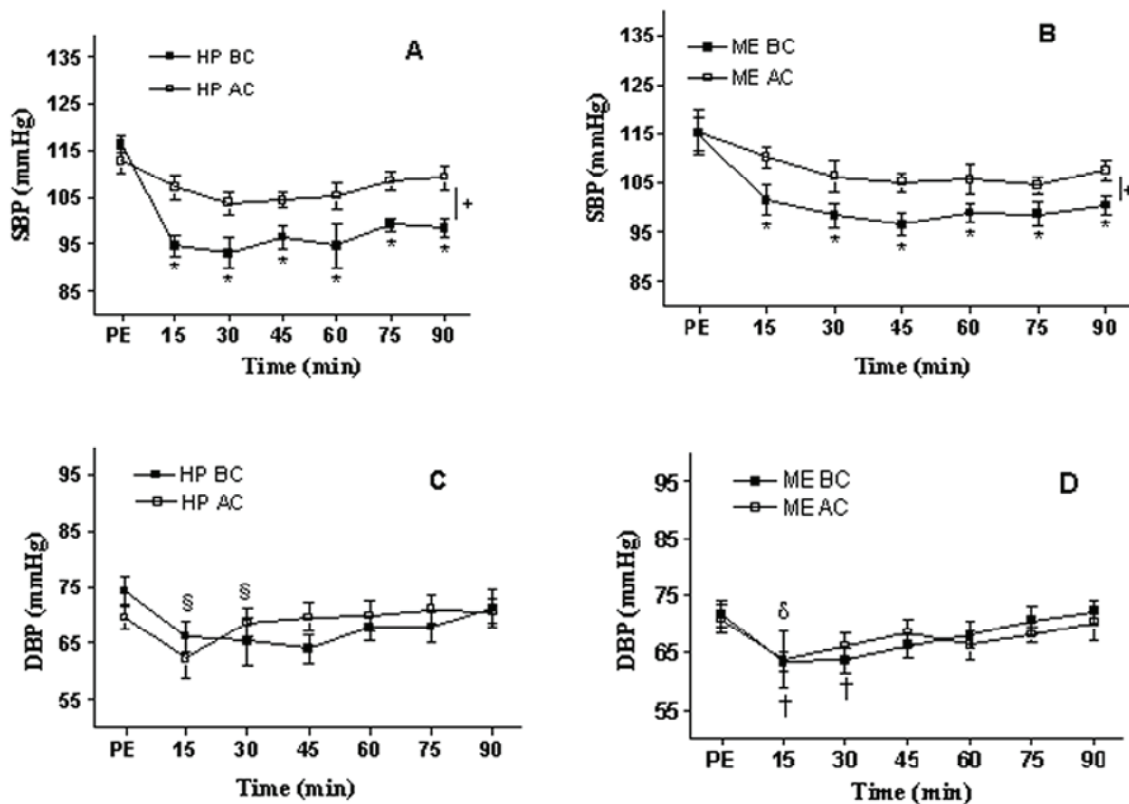 A
HP BC
HP AC
SBP (mmHg)
135
125
115
105
95
85
+
* * * * * *
PE 15 30 45 60 75 90
Time (min)
B
ME BC
ME AC
SBP (mmHg)
135
125
115
105
95
85
* * * * * *
PE 15 30 45 60 75 90
Time (min)
C
HP BC
HP AC
DBP (mmHg)
95
85
75
65
55
§ §
PE 15 30 45 60 75 90
Time (min)
D
ME BC
ME AC
DBP (mmHg)
95
85
75
65
55
δ
† †
PE 15 30 45 60 75 90
Time (min)